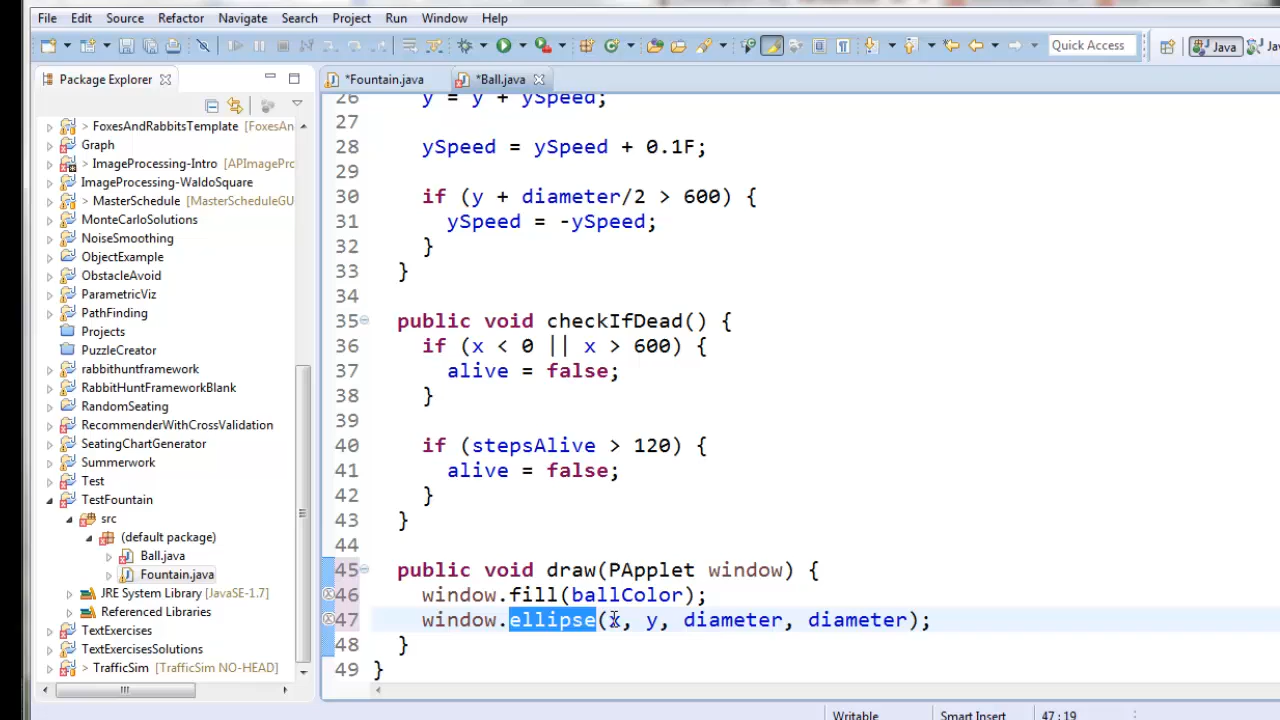 File Edit Source Refactor Navigate Search Project Run Window Help
Quick Access Java
Package Explorer *Fountain.java *Ball.java
> FoxesAndRabbitsTemplate [FoxesAn
Graph
> ImageProcessing-Intro [APImagePro
ImageProcessing-WaldoSquare
> MasterSchedule [MasterScheduleGU
MonteCarloSolutions
NoiseSmoothing
ObjectExample
ObstacleAvoid
ParametricViz
PathFinding
Projects
PuzzleCreator
rabbithuntframework
RabbitHuntFrameworkBlank
RandomSeating
RecommenderWithCrossValidation
SeatingChartGenerator
Summerwork
Test
TestFountain
src
(default package)
Ball.java
Fountain.java
JRE System Library [JavaSE-1.7]
Referenced Libraries
TextExercises
TextExercisesSolutions
> TrafficSim [TrafficSim NO-HEAD]
26 y = y + ySpeed;
27
28 ySpeed = ySpeed + 0.1F;
29
30 if (y + diameter/2 > 600) {
31 ySpeed = -ySpeed;
32 }
33 }
34
35 public void checkIfDead() {
36 if (x < 0 || x > 600) {
37 alive = false;
38 }
39
40 if (stepsAlive > 120) {
41 alive = false;
42 }
43 }
44
45 public void draw(PApplet window) {
46 window.fill(ballColor);
47 window.ellipse(x, y, diameter, diameter);
48 }
49 }
Writable Smart Insert 47:19